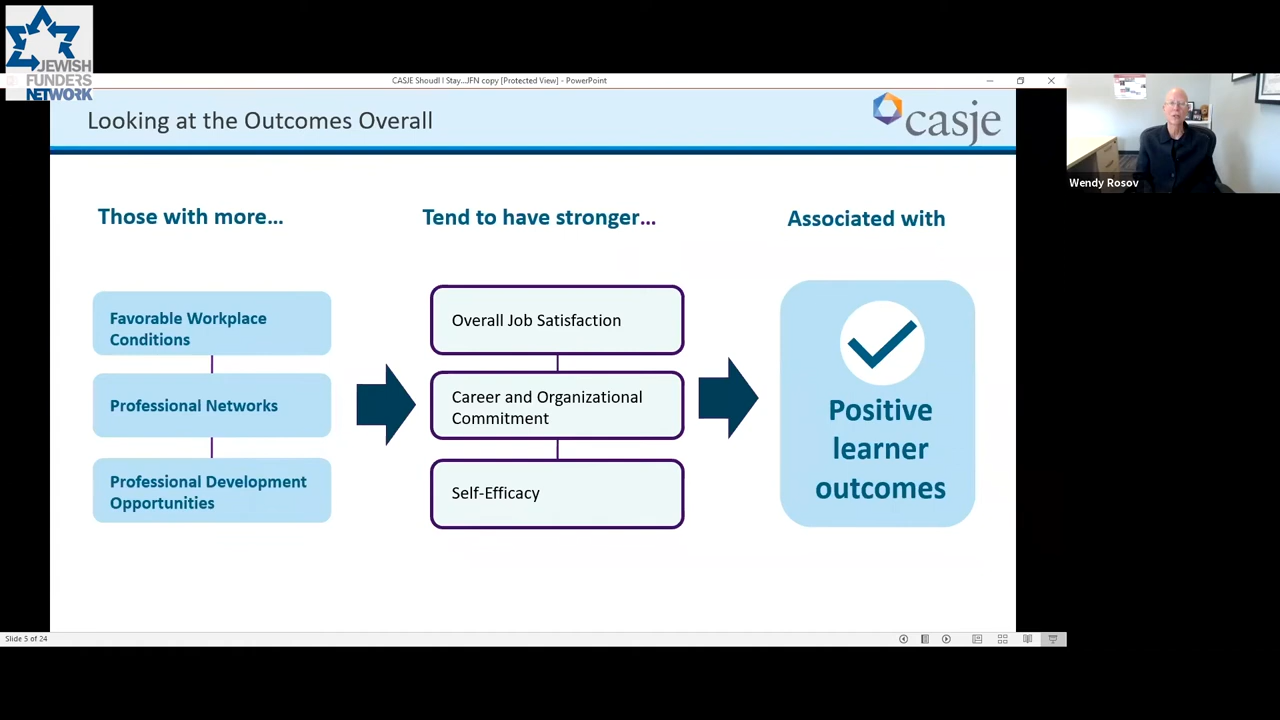 JEWISH
FUNDERS
NETWORK
CASJE Shoudl I Stay...JFN copy [Protected View] - PowerPoint
Looking at the Outcomes Overall
casje
Wendy Rosov
Those with more...
Tend to have stronger...
Associated with
Favorable Workplace
Conditions
Professional Networks
Professional Development
Opportunities
Overall Job Satisfaction
Career and Organizational
Commitment
Self-Efficacy
Positive
learner
outcomes
Slide 5 of 24